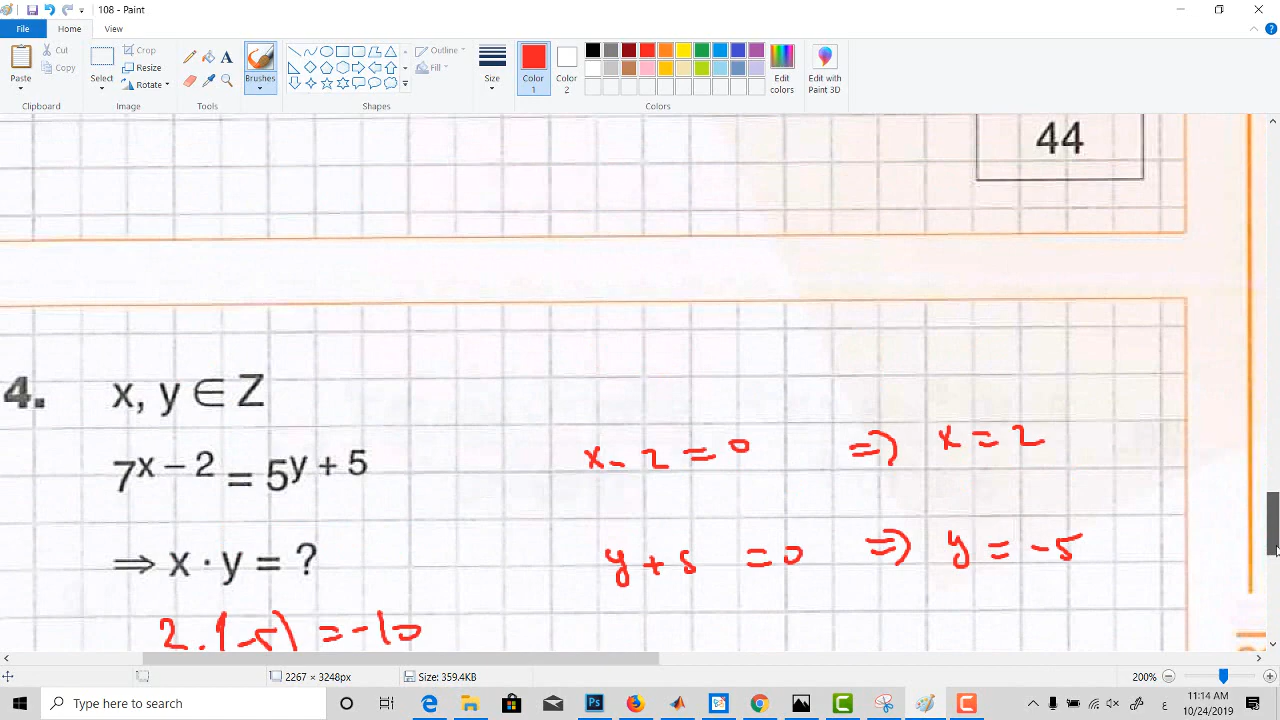 108 - Paint
File Home View
Paste Cut Copy Select Crop Resize Rotate Brushes Outline Fill Size Color 1 Color 2 Edit colors Edit with Paint 3D
Clipboard Image Tools Shapes Colors
44
4. x, y ∈ Z
7^{x – 2} = 5^{y + 5}
⇒ x · y = ?
2 . (-5) = -10
x - 2 = 0 => x = 2
y + 5 = 0 => y = -5
2267 × 3248px Size: 359.4KB 200%
Type here to search
11:14 AM
10/24/2019